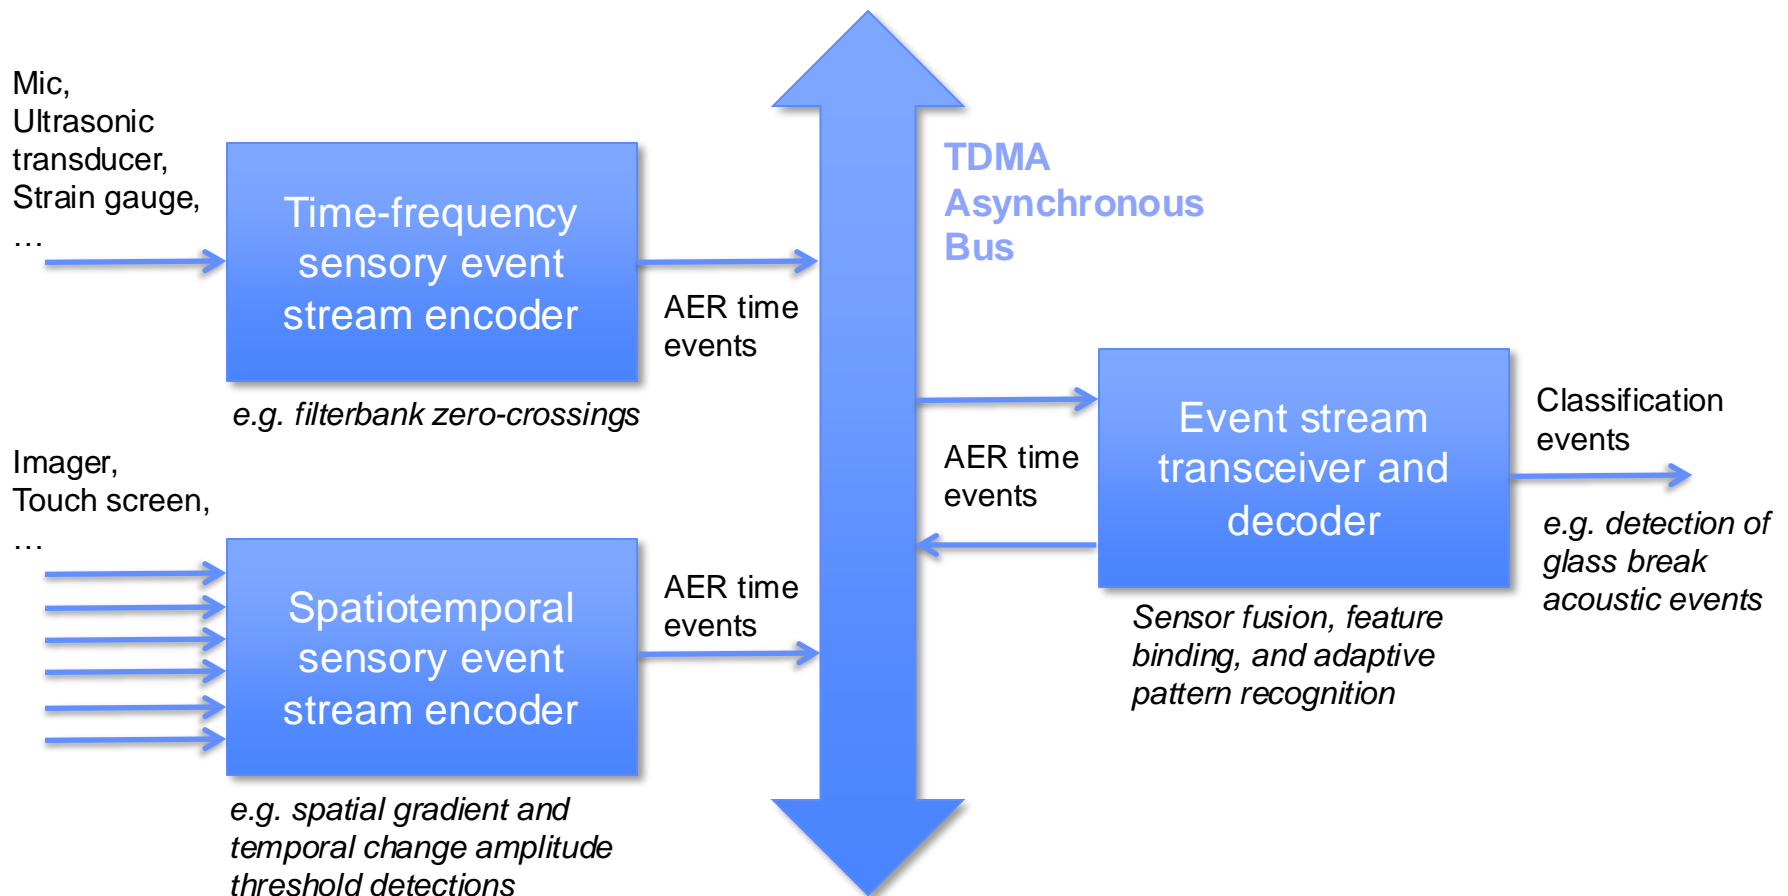 Mic,
Ultrasonic
transducer,
Strain gauge,
…
Time-frequency
sensory event
stream encoder
e.g. filterbank zero-crossings
AER time
events
Imager,
Touch screen,
…
Spatiotemporal
sensory event
stream encoder
e.g. spatial gradient and
temporal change amplitude
threshold detections
AER time
events
TDMA
Asynchronous
Bus
AER time
events
Event stream
transceiver and
decoder
Sensor fusion, feature
binding, and adaptive
pattern recognition
Classification
events
e.g. detection of
glass break
acoustic events